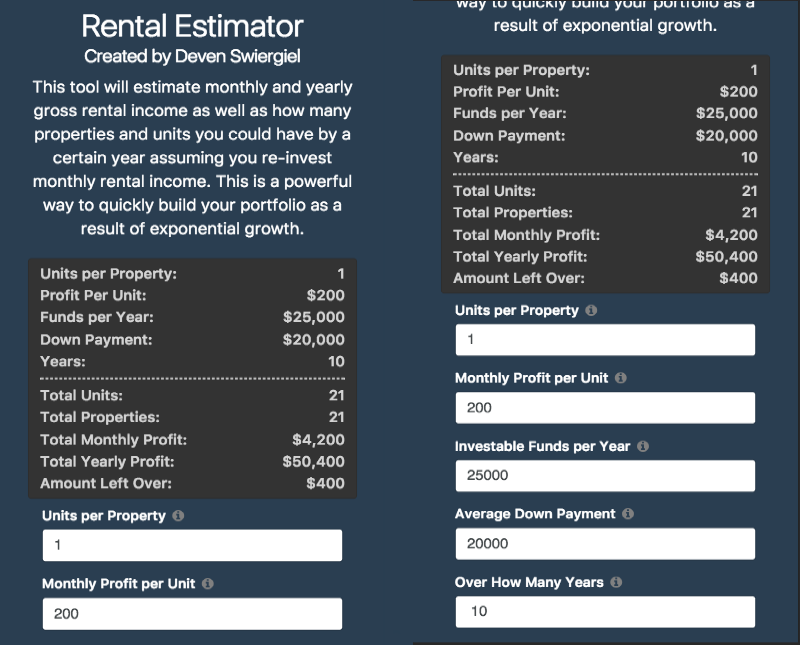 Rental Estimator
Created by Deven Swiergiel
This tool will estimate monthly and yearly
gross rental income as well as how many
properties and units you could have by a
certain year assuming you re-invest
monthly rental income. This is a powerful
way to quickly build your portfolio as a
result of exponential growth.
Units per Property: 1
Profit Per Unit: $200
Funds per Year: $25,000
Down Payment: $20,000
Years: 10
Total Units: 21
Total Properties: 21
Total Monthly Profit: $4,200
Total Yearly Profit: $50,400
Amount Left Over: $400
Units per Property
1
Monthly Profit per Unit
200
way to quickly build your portfolio as a
result of exponential growth.
Units per Property: 1
Profit Per Unit: $200
Funds per Year: $25,000
Down Payment: $20,000
Years: 10
Total Units: 21
Total Properties: 21
Total Monthly Profit: $4,200
Total Yearly Profit: $50,400
Amount Left Over: $400
Units per Property
1
Monthly Profit per Unit
200
Investable Funds per Year
25000
Average Down Payment
20000
Over How Many Years
10